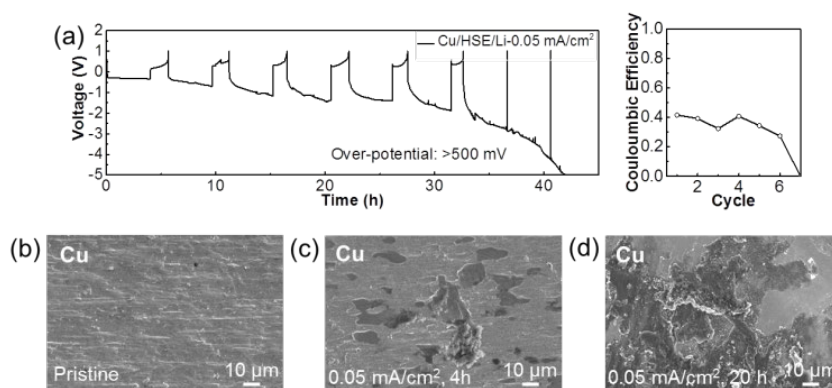 (a)
2
1
0
-1
-2
-3
-4
-5
Voltage (V)
Cu/HSE/Li-0.05 mA/cm²
Over-potential: >500 mV
0
10
20
30
40
Time (h)
1.0
0.8
0.6
0.4
0.2
0.0
Couloumbic Efficiency
2
4
6
Cycle
(b)
Cu
Pristine
10 µm
(c)
Cu
0.05 mA/cm², 4h
10 µm
(d)
Cu
0.05 mA/cm², 20 h
10 µm